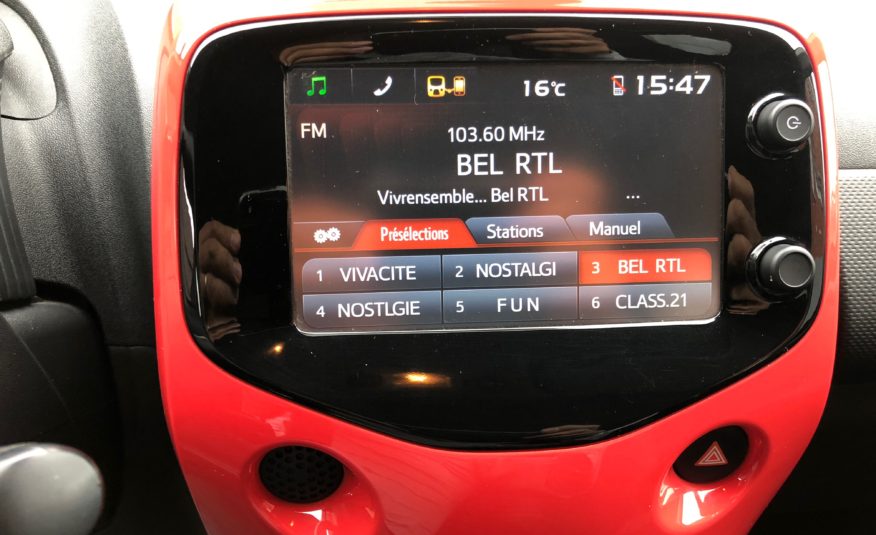 16°C 15:47
FM
103.60 MHz
BEL RTL
Vivrensemble... Bel RTL ...
Présélections Stations Manuel
1 VIVACITE 2 NOSTALGI 3 BEL RTL
4 NOSTLGIE 5 FUN 6 CLASS.21